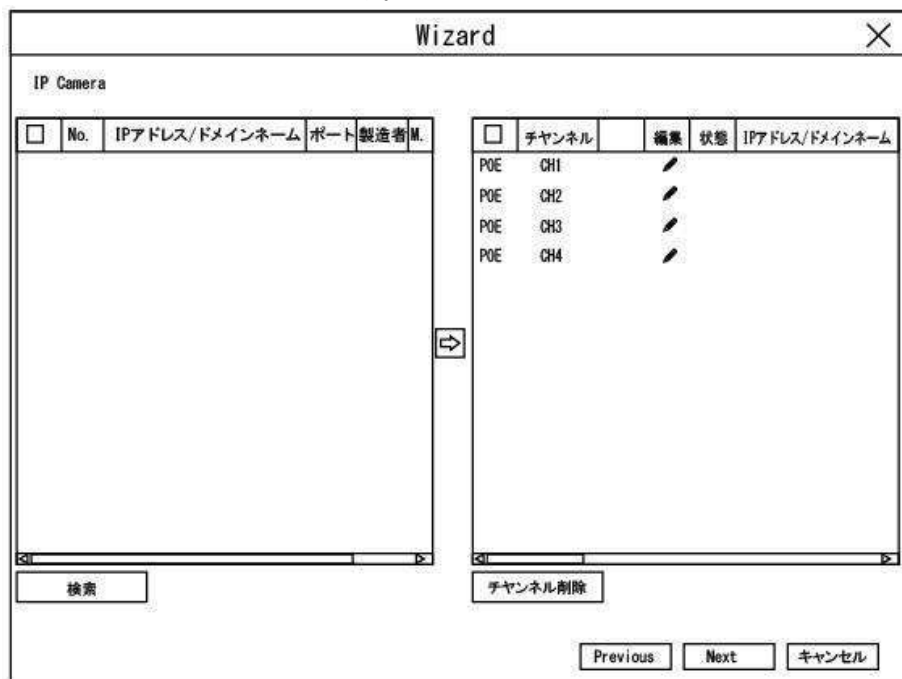 Wizard
IP Camera
No. IPアドレス/ドメインネーム ポート 製造者 M.
チヤンネル 編集 状態 IPアドレス/ドメインネーム
POE CH1
POE CH2
POE CH3
POE CH4
検索
チヤンネル削除
Previous Next キャンセル